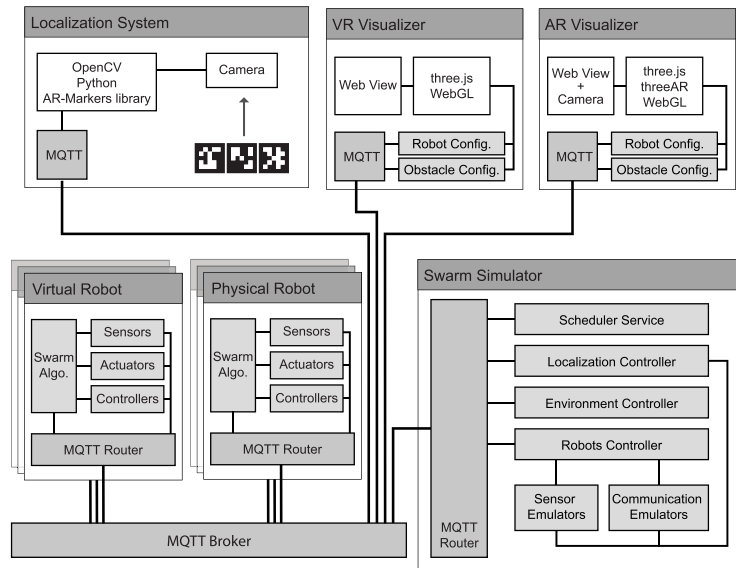 Localization System
OpenCV
Python
AR-Markers library
Camera
MQTT
VR Visualizer
Web View
three.js
WebGL
MQTT
Robot Config.
Obstacle Config.
AR Visualizer
Web View
+
Camera
three.js
threeAR
WebGL
MQTT
Robot Config.
Obstacle Config.
Virtual Robot
Swarm
Algo.
Sensors
Actuators
Controllers
MQTT Router
Physical Robot
Swarm
Algo.
Sensors
Actuators
Controllers
MQTT Router
Swarm Simulator
MQTT
Router
Scheduler Service
Localization Controller
Environment Controller
Robots Controller
Sensor
Emulators
Communication
Emulators
MQTT Broker